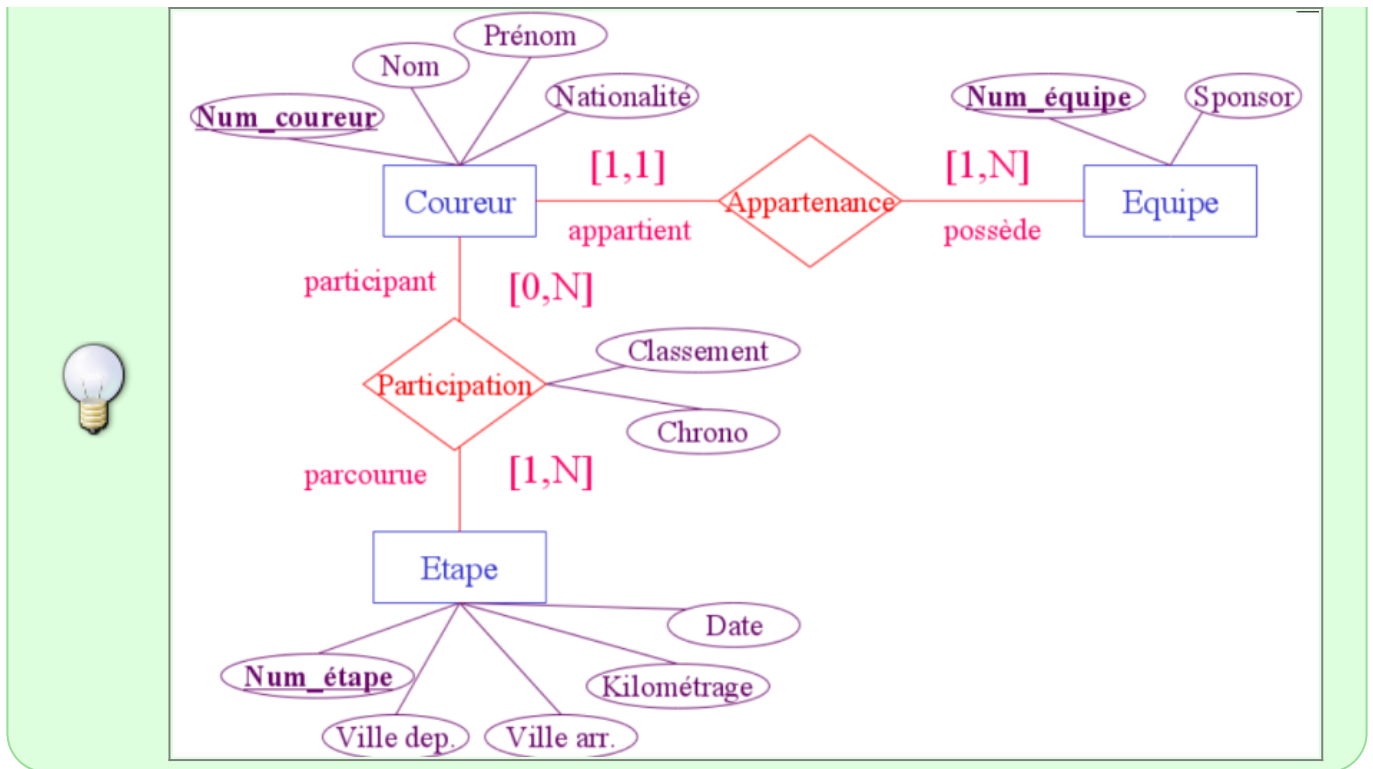 Prénom
Nom
Nationalité
Num_coureur
Num_équipe
Sponsor
[1,1]
[1,N]
Coureur
Appartenance
Equipe
appartient
possède
participant
[0,N]
Classement
Participation
Chrono
parcourue
[1,N]
Etape
Date
Num_étape
Kilométrage
Ville dep.
Ville arr.